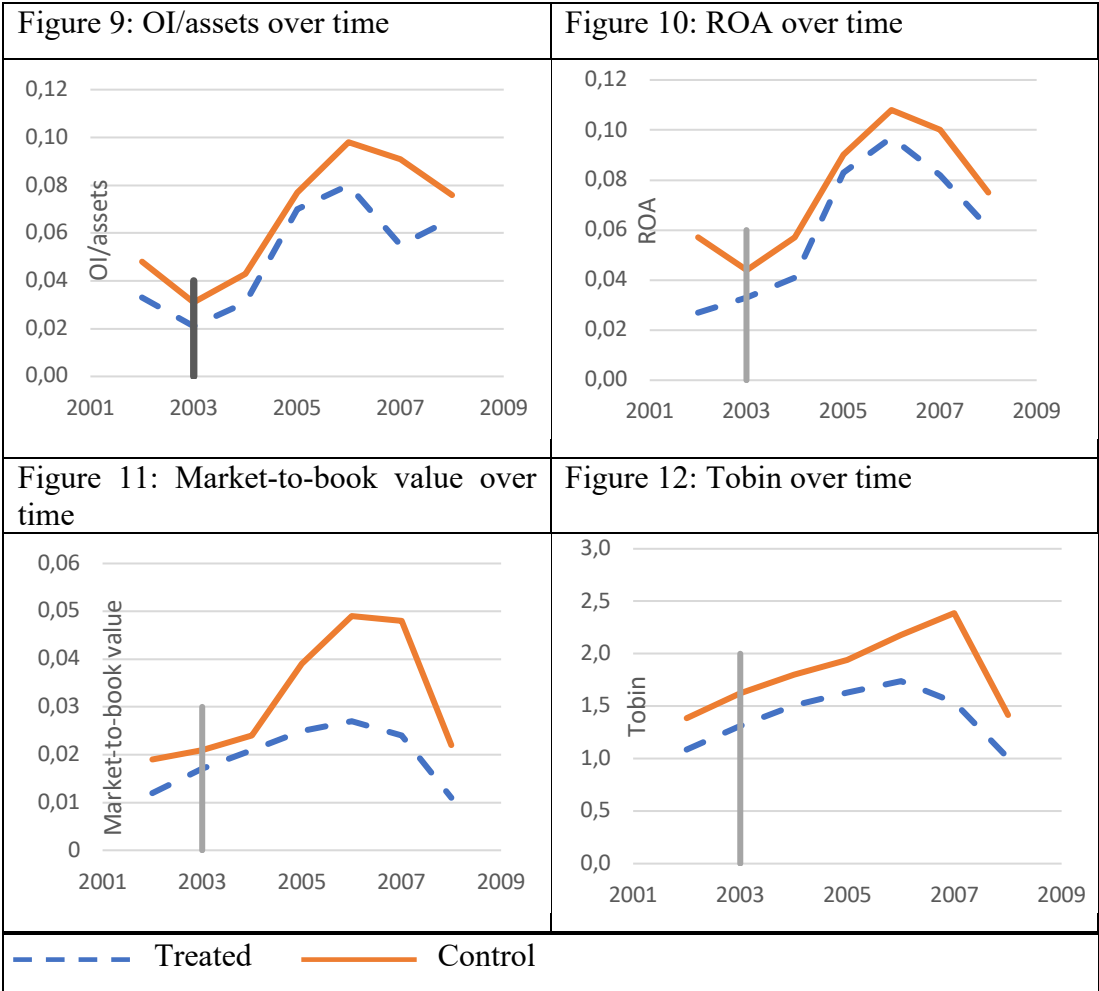 Figure 9: OI/assets over time
Figure 10: ROA over time
0,12
0,10
0,08
0,06
0,04
0,02
0,00
OI/assets
2001 2003 2005 2007 2009
0,12
0,10
0,08
0,06
0,04
0,02
0,00
ROA
2001 2003 2005 2007 2009
Figure 11: Market-to-book value over
time
Figure 12: Tobin over time
0,06
0,05
0,04
0,03
0,02
0,01
0
Market-to-book value
2001 2003 2005 2007 2009
3,0
2,5
2,0
1,5
1,0
0,5
0,0
Tobin
2001 2003 2005 2007 2009
Treated Control